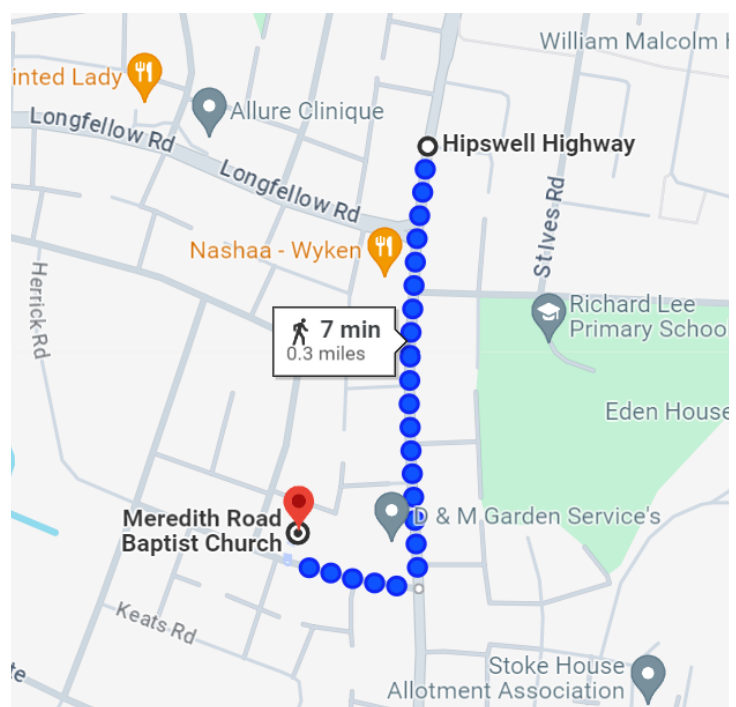 William Malcolm H
inted Lady
Allure Clinique
Longfellow Rd
Hipswell Highway
Longfellow Rd
St Ives Rd
Nashaa - Wyken
Herrick Rd
Richard Lee
Primary School
7 min
0.3 miles
Eden House
Meredith Road
Baptist Church
D & M Garden Service's
Keats Rd
Stoke House
Allotment Association
te